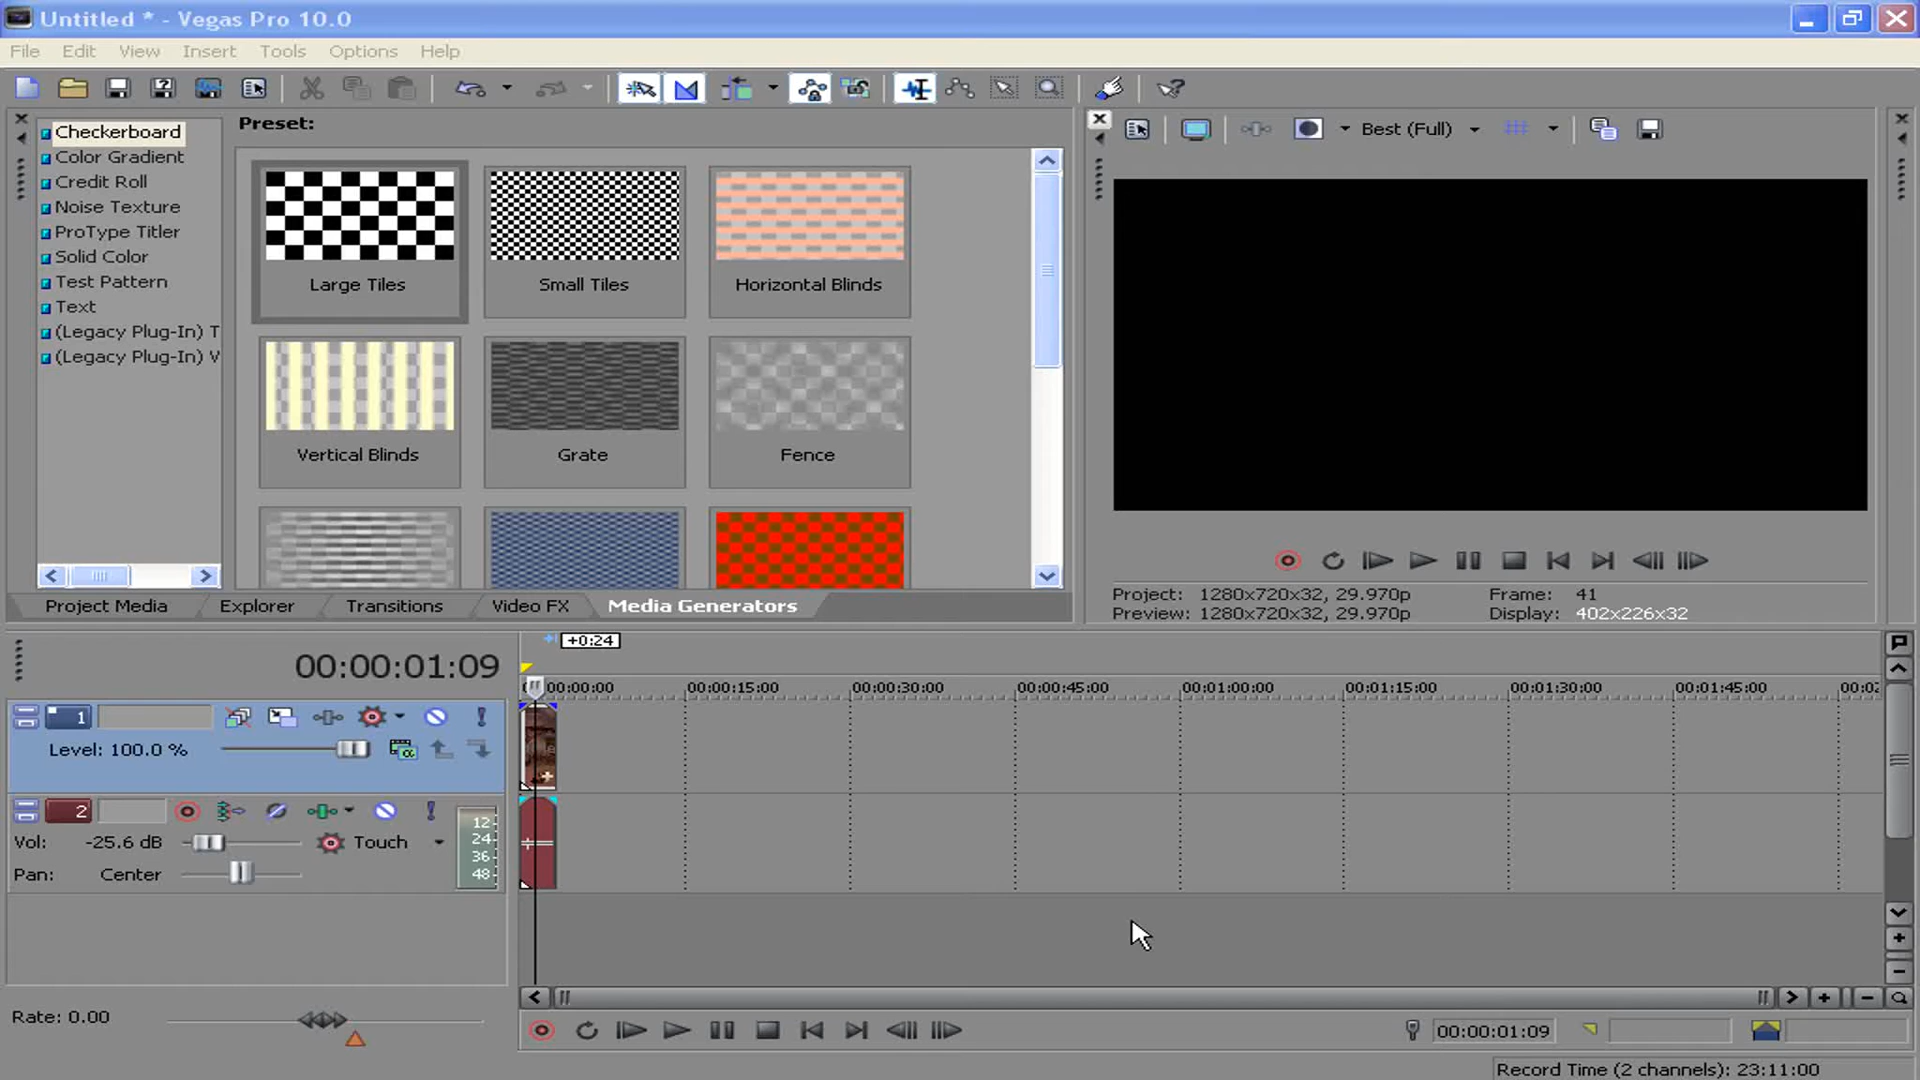 Untitled * - Vegas Pro 10.0
File Edit View Insert Tools Options Help
Checkerboard
Color Gradient
Credit Roll
Noise Texture
ProType Titler
Solid Color
Test Pattern
Text
(Legacy Plug-In) T
(Legacy Plug-In) V
Preset:
Large Tiles
Small Tiles
Horizontal Blinds
Vertical Blinds
Grate
Fence
Project Media Explorer Transitions Video FX Media Generators
Best (Full)
Project: 1280x720x32, 29.970p Frame: 41
Preview: 1280x720x32, 29.970p Display: 402x226x32
+0:24
00:00:01:09
00:00:00 00:00:15:00 00:00:30:00 00:00:45:00 00:01:00:00 00:01:15:00 00:01:30:00 00:01:45:00 00:0
1
Level: 100.0 %
2
Vol: -25.6 dB Touch
Pan: Center
12
24
36
48
Rate: 0.00
00:00:01:09
Record Time (2 channels): 23:11:00